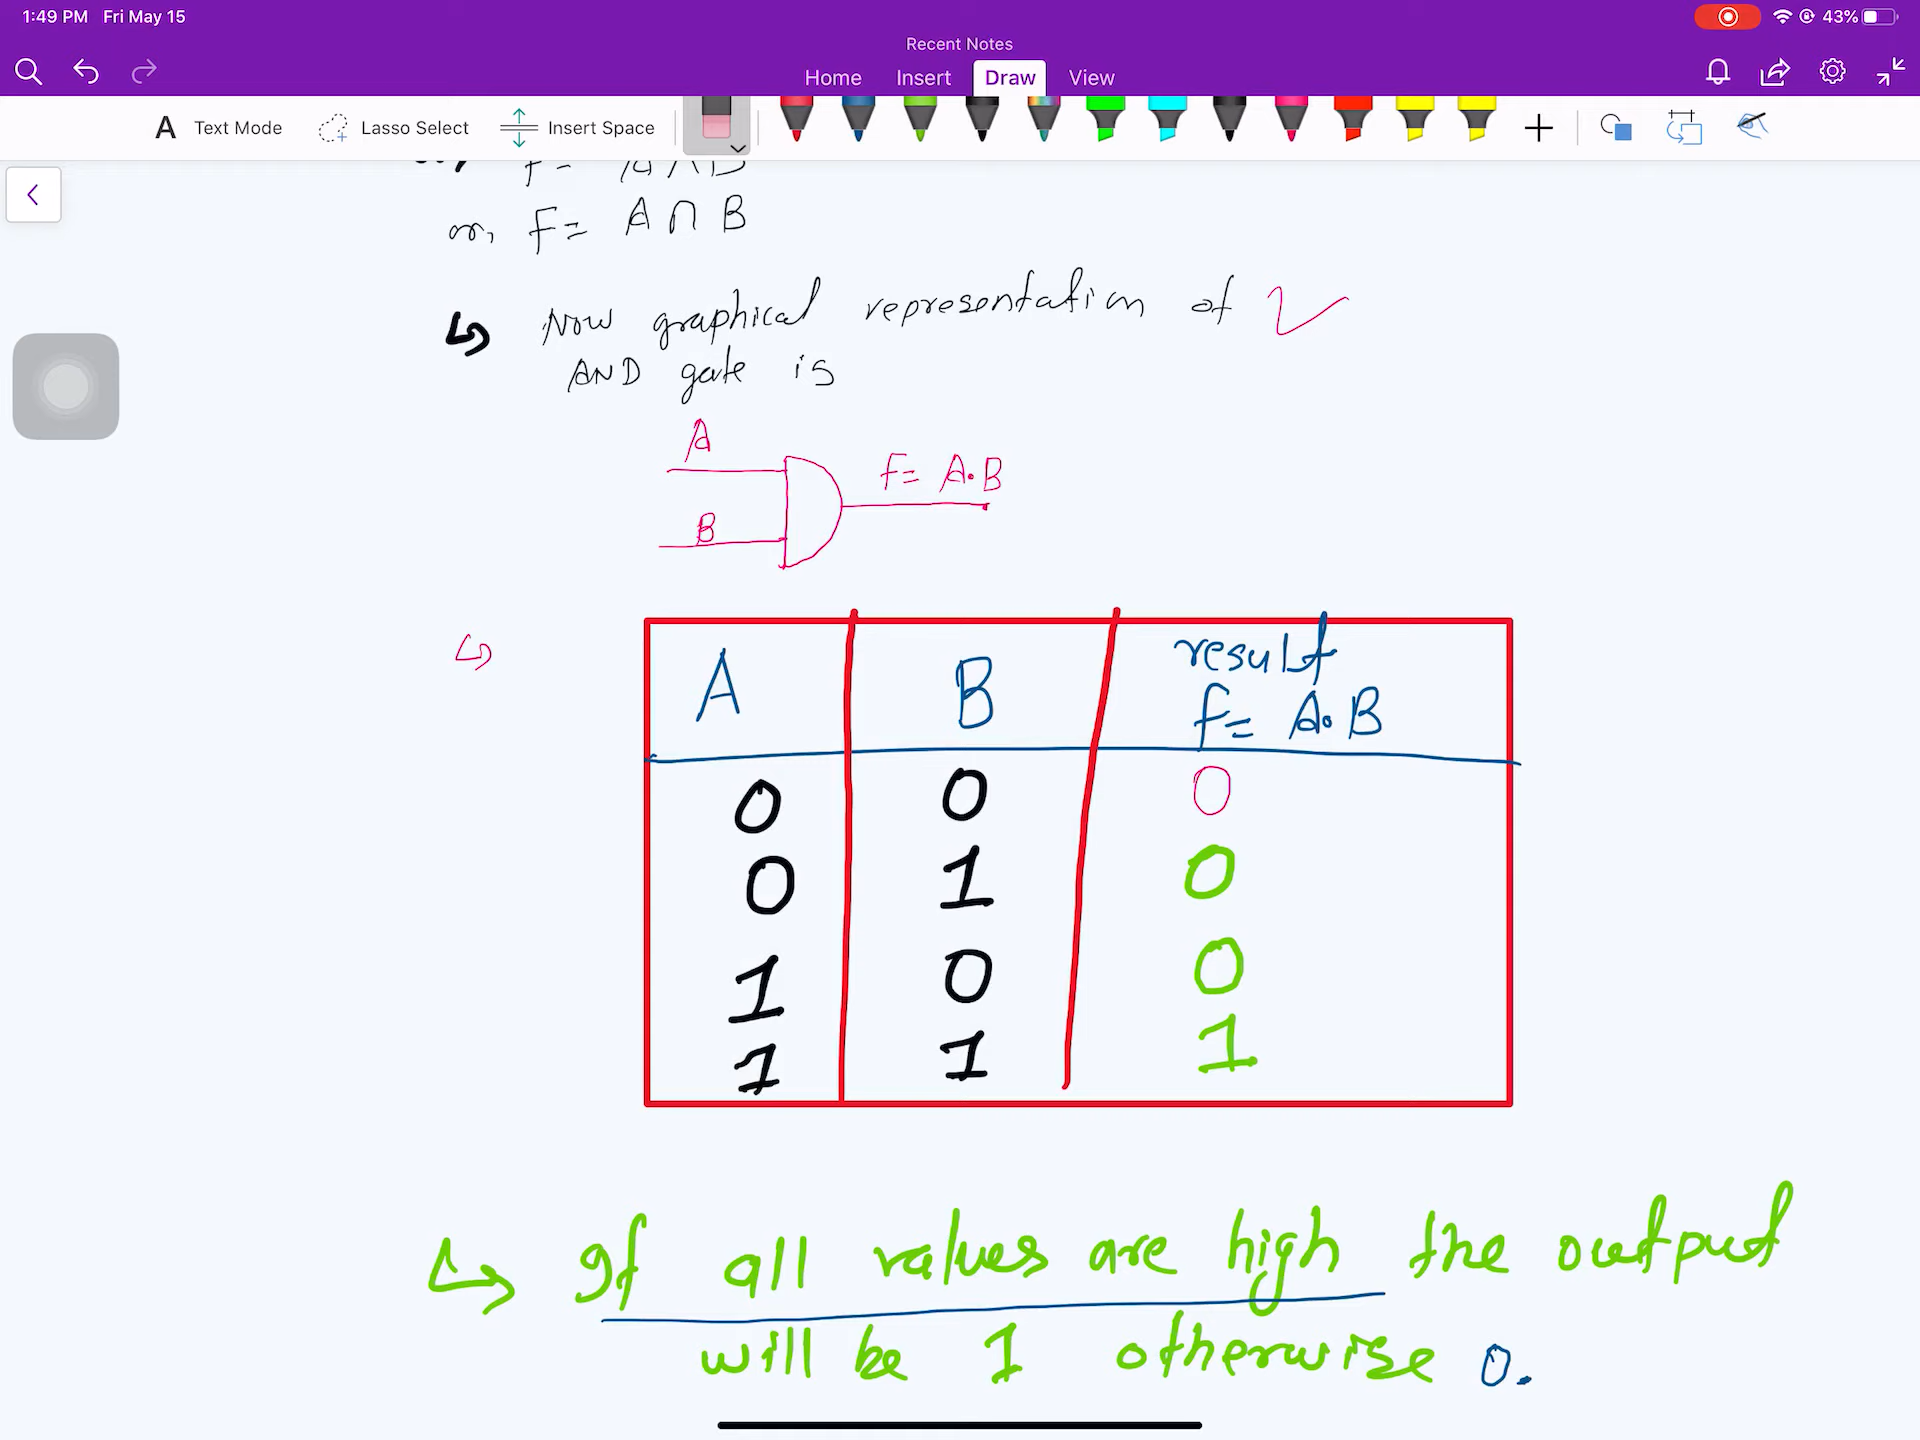 1:49 PM Fri May 15
43%
Recent Notes
Home Insert Draw View
A Text Mode Lasso Select Insert Space
F= A∧B
or, F= A ∩ B
↳ Now graphical representation of
AND gate is
A
F= A.B
B
↳
A B result
f= A.B
0 0 0
0 1 0
1 0 0
1 1 1
↳ If all values are high the output
will be 1 otherwise 0.